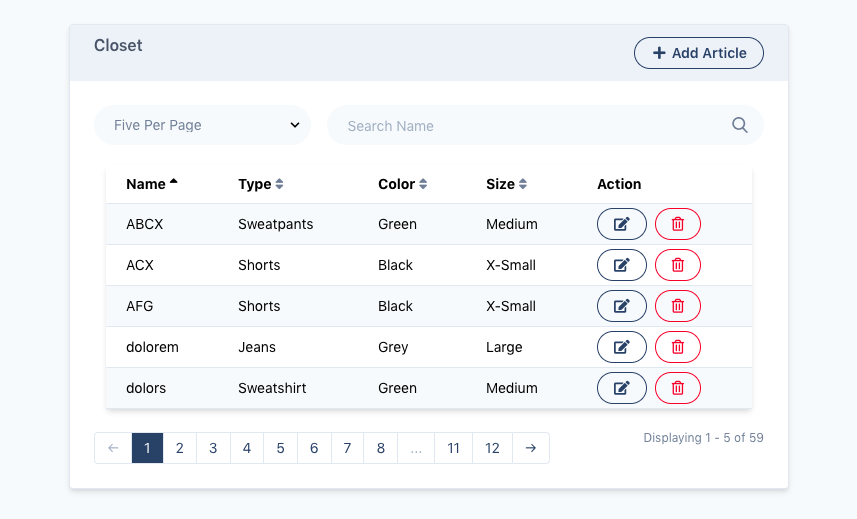 Closet
Add Article
Five Per Page
Search Name
Name Type Color Size Action
ABCX Sweatpants Green Medium
ACX Shorts Black X-Small
AFG Shorts Black X-Small
dolorem Jeans Grey Large
dolors Sweatshirt Green Medium
← 1 2 3 4 5 6 7 8 ... 11 12 → Displaying 1 - 5 of 59